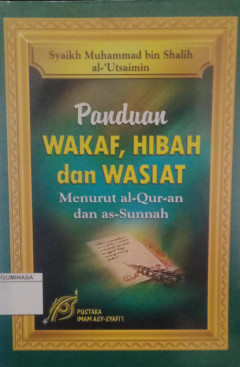 Syaikh Muhammad bin Shalih
al-'Utsaimin
Panduan
WAKAF, HIBAH
dan WASIAT
Menurut al-Qur-an
dan as-Sunnah
GUMINASA
PUSTAKA
IMAM ASY-SYAFI'I